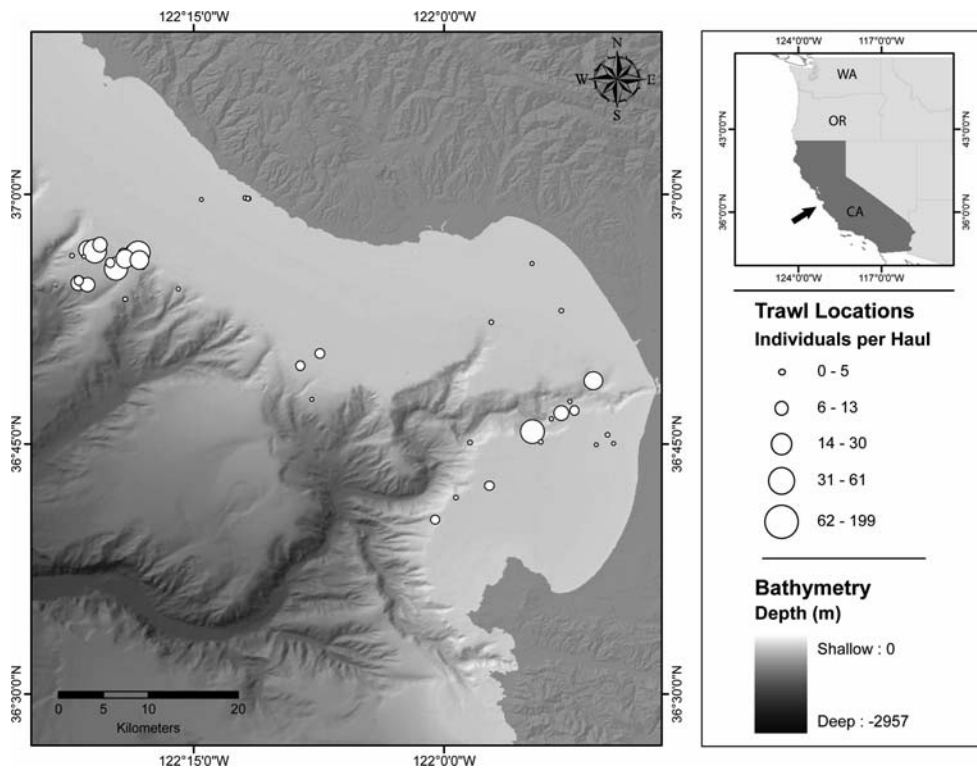 122°15'0"W
122°0'0"W
N
W
E
S
37°0'0"N
37°0'0"N
36°45'0"N
36°45'0"N
36°30'0"N
36°30'0"N
0
5
10
20
Kilometers
122°15'0"W
122°0'0"W
124°0'0"W
117°0'0"W
WA
OR
CA
43°0'0"N
43°0'0"N
36°0'0"N
36°0'0"N
124°0'0"W
117°0'0"W
Trawl Locations
Individuals per Haul
0 - 5
6 - 13
14 - 30
31 - 61
62 - 199
Bathymetry
Depth (m)
Shallow : 0
Deep : -2957